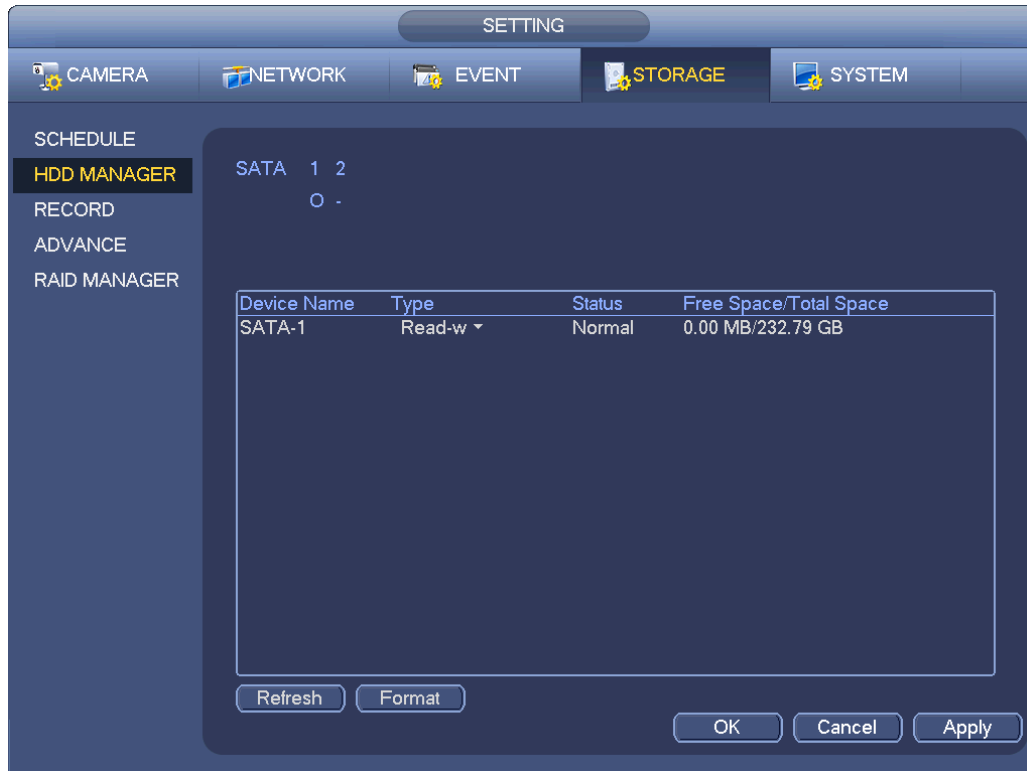 SETTING
CAMERA NETWORK EVENT STORAGE SYSTEM
SCHEDULE
HDD MANAGER
RECORD
ADVANCE
RAID MANAGER
SATA 1 2
O -
Device Name Type Status Free Space/Total Space
SATA-1 Read-w Normal 0.00 MB/232.79 GB
Refresh Format
OK Cancel Apply